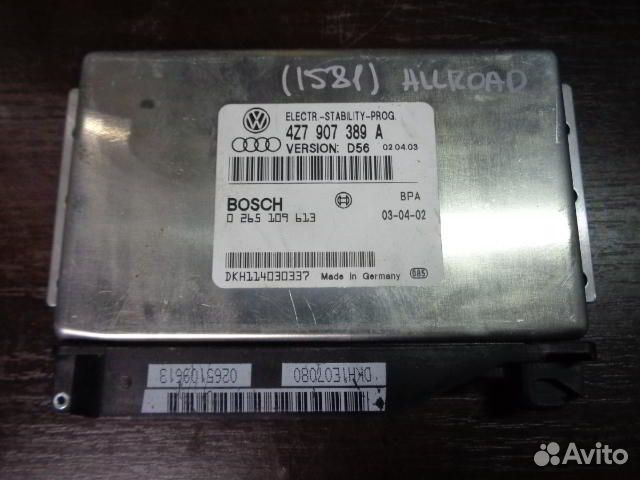 (1581) ALLROAD
ELECTR.-STABILITY-PROG.
4Z7 907 389 A
VERSION: D56 02.04.03
BOSCH BPA
0 265 109 613 03-04-02
DKH114030337 Made in Germany 085
DKH1E07080 0265109613
Avito